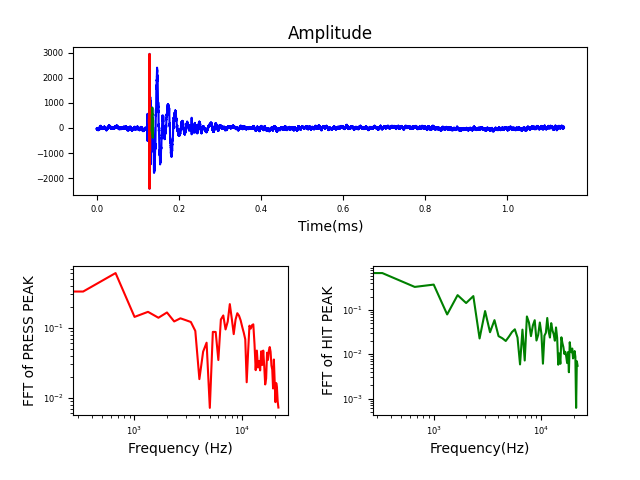 Amplitude
3000
2000
1000
0
−1000
−2000
0.0 0.2 0.4 0.6 0.8 1.0
Time(ms)
FFT of PRESS PEAK
10⁻¹
10⁻²
10³ 10⁴
Frequency (Hz)
FFT of HIT PEAK
10⁻¹
10⁻²
10⁻³
10³ 10⁴
Frequency(Hz)